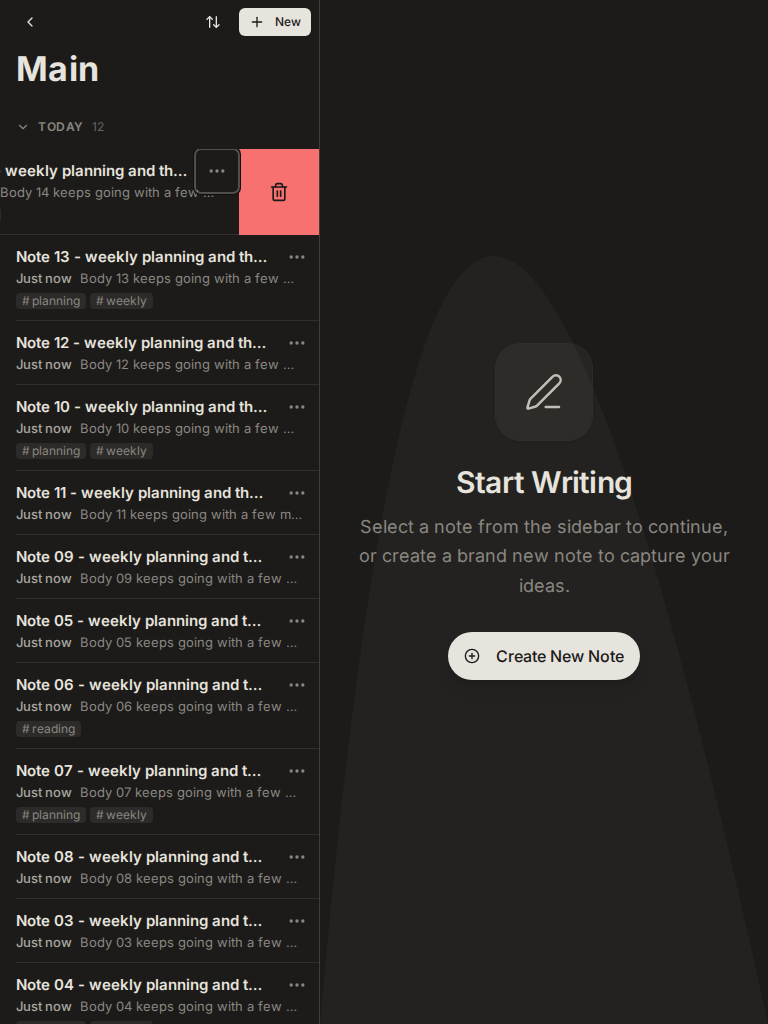 New
Main
TODAY 12
weekly planning and th...
Body 14 keeps going with a few ...
Note 13 - weekly planning and th...
Just now Body 13 keeps going with a few ...
# planning # weekly
Note 12 - weekly planning and th...
Just now Body 12 keeps going with a few ...
Note 10 - weekly planning and th...
Just now Body 10 keeps going with a few ...
# planning # weekly
Note 11 - weekly planning and th...
Just now Body 11 keeps going with a few m...
Note 09 - weekly planning and t...
Just now Body 09 keeps going with a few ...
Note 05 - weekly planning and t...
Just now Body 05 keeps going with a few ...
Note 06 - weekly planning and t...
Just now Body 06 keeps going with a few ...
# reading
Note 07 - weekly planning and t...
Just now Body 07 keeps going with a few ...
# planning # weekly
Note 08 - weekly planning and t...
Just now Body 08 keeps going with a few ...
Note 03 - weekly planning and t...
Just now Body 03 keeps going with a few ...
Note 04 - weekly planning and t...
Just now Body 04 keeps going with a few ...
Start Writing
Select a note from the sidebar to continue,
or create a brand new note to capture your
ideas.
Create New Note